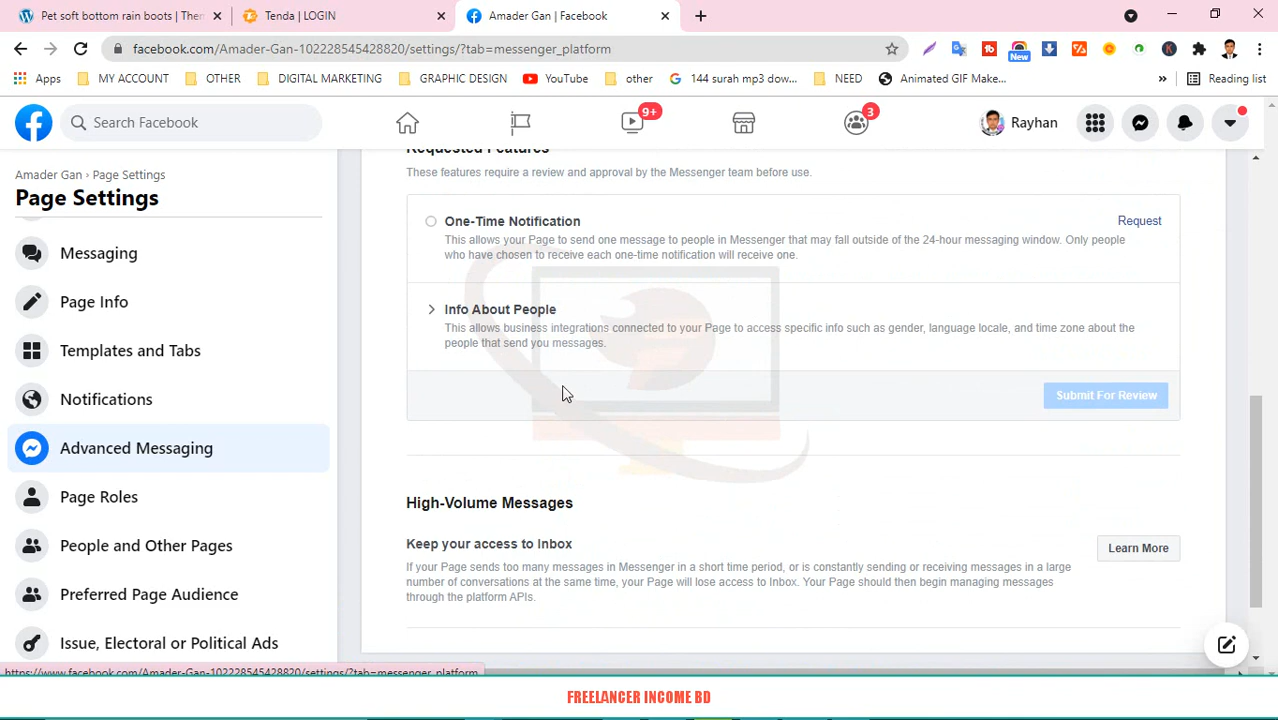 Pet soft bottom rain boots | Then
Tenda | LOGIN
Amader Gan | Facebook
facebook.com/Amader-Gan-102228545428820/settings/?tab=messenger_platform
New
Apps
MY ACCOUNT
OTHER
DIGITAL MARKETING
GRAPHIC DESIGN
YouTube
other
144 surah mp3 dow...
NEED
Animated GIF Make...
»
Reading list
Search Facebook
9+
3
Rayhan
Amader Gan › Page Settings
Page Settings
Messaging
Page Info
Templates and Tabs
Notifications
Advanced Messaging
Page Roles
People and Other Pages
Preferred Page Audience
Issue, Electoral or Political Ads
Requested Features
These features require a review and approval by the Messenger team before use.
One-Time Notification
Request
This allows your Page to send one message to people in Messenger that may fall outside of the 24-hour messaging window. Only people
who have chosen to receive each one-time notification will receive one.
Info About People
This allows business integrations connected to your Page to access specific info such as gender, language locale, and time zone about the
people that send you messages.
Submit For Review
High-Volume Messages
Keep your access to Inbox
Learn More
If your Page sends too many messages in Messenger in a short time period, or is constantly sending or receiving messages in a large
number of conversations at the same time, your Page will lose access to Inbox. Your Page should then begin managing messages
through the platform APIs.
https://www.facebook.com/Amader-Gan-102228545428820/settings/?tab=messenger_platform
FREELANCER INCOME BD